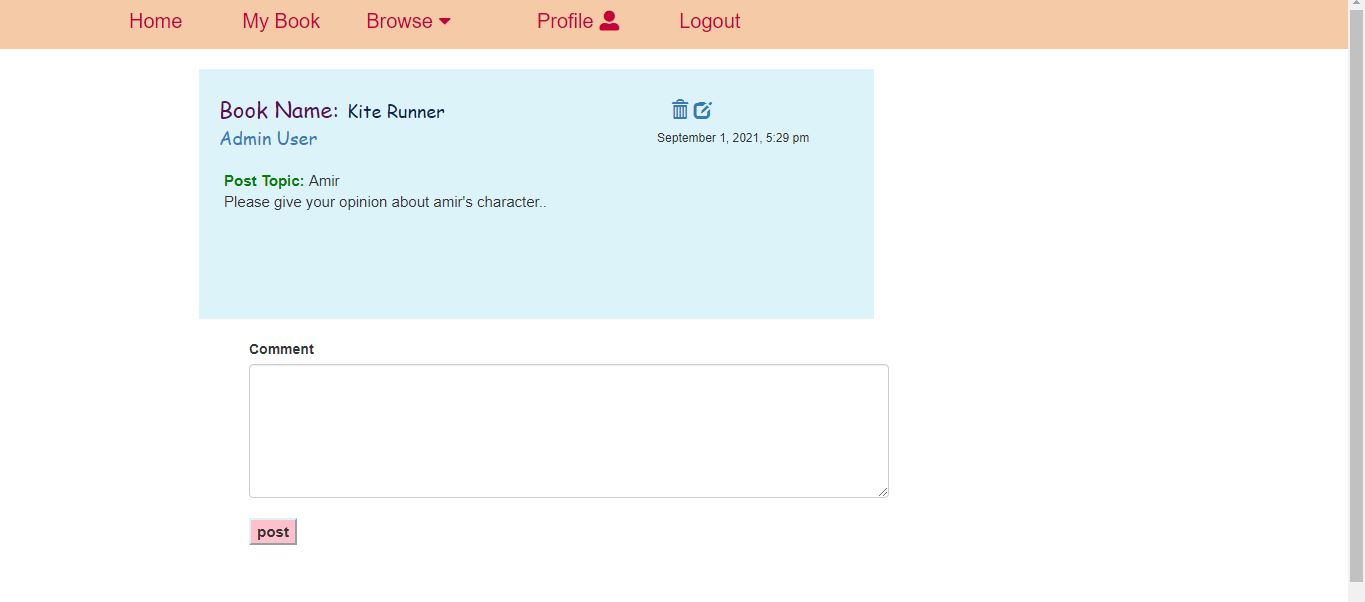 Home My Book Browse Profile Logout
Book Name: Kite Runner
Admin User
September 1, 2021, 5:29 pm
Post Topic: Amir
Please give your opinion about amir's character..
Comment
post